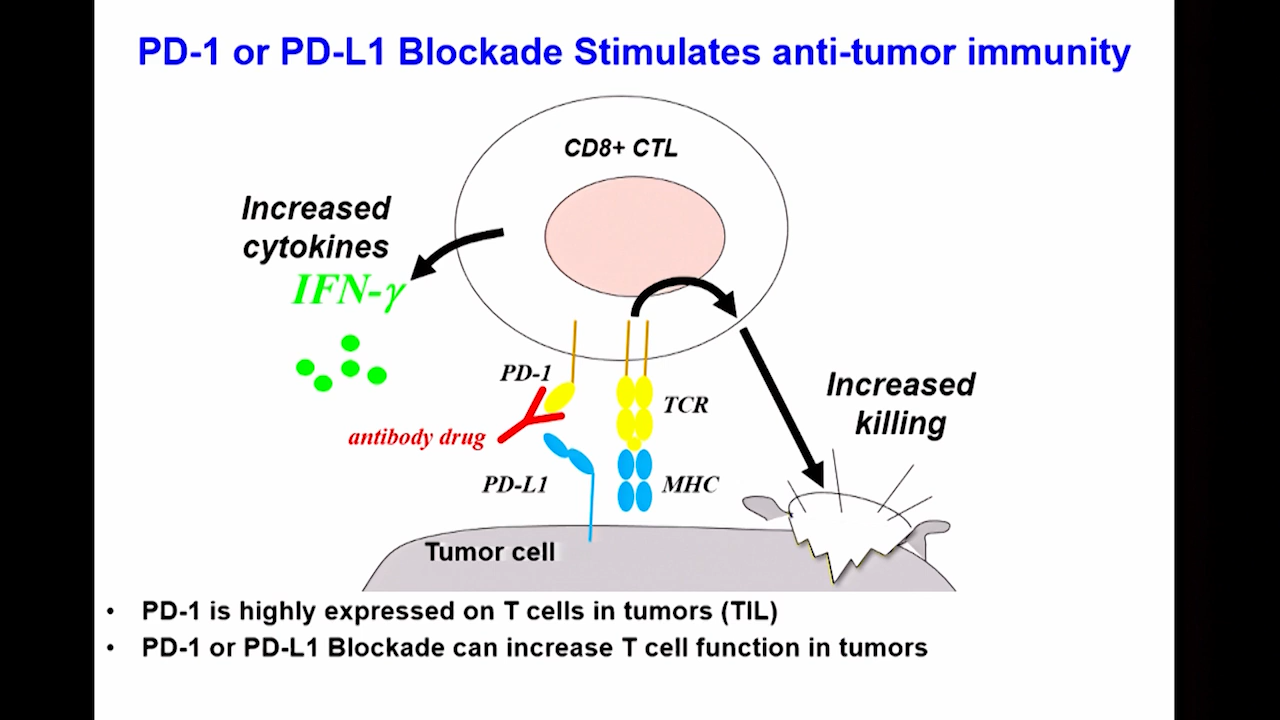 PD-1 or PD-L1 Blockade Stimulates anti-tumor immunity
CD8+ CTL
Increased
cytokines
IFN-γ
PD-1
TCR
antibody drug
Increased
killing
PD-L1
MHC
Tumor cell
• PD-1 is highly expressed on T cells in tumors (TIL)
• PD-1 or PD-L1 Blockade can increase T cell function in tumors